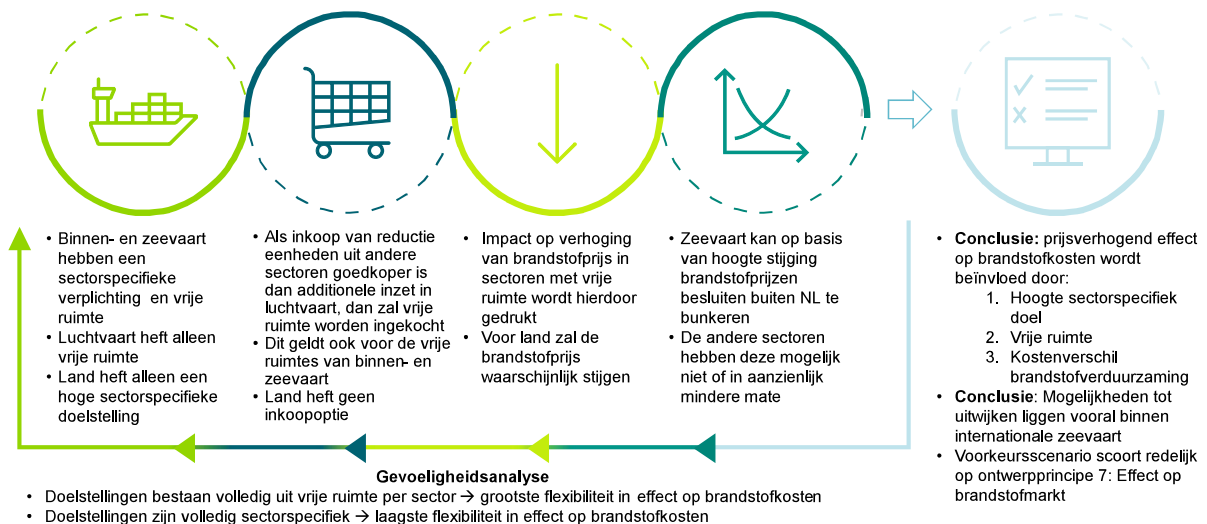 • Binnen- en zeevaart
hebben een
sectorspecifieke
verplichting en vrije
ruimte
• Luchtvaart heft alleen
vrije ruimte
• Land heft alleen een
hoge sectorspecifieke
doelstelling
• Als inkoop van reductie
eenheden uit andere
sectoren goedkoper is
dan additionele inzet in
luchtvaart, dan zal vrije
ruimte worden ingekocht
• Dit geldt ook voor de vrije
ruimtes van binnen- en
zeevaart
• Land heft geen
inkoopoptie
• Impact op verhoging
van brandstofprijs in
sectoren met vrije
ruimte wordt hierdoor
gedrukt
• Voor land zal de
brandstofprijs
waarschijnlijk stijgen
• Zeevaart kan op basis
van hoogte stijging
brandstofprijzen
besluiten buiten NL te
bunkeren
• De andere sectoren
hebben deze mogelijk
niet of in aanzienlijk
mindere mate
• Conclusie: prijsverhogend effect
op brandstofkosten wordt
beïnvloed door:
1. Hoogte sectorspecifiek
doel
2. Vrije ruimte
3. Kostenverschil
brandstofverduurzaming
• Conclusie: Mogelijkheden tot
uitwijken liggen vooral binnen
internationale zeevaart
• Voorkeursscenario scoort redelijk
op ontwerpprincipe 7: Effect op
brandstofmarkt
Gevoeligheidsanalyse
• Doelstellingen bestaan volledig uit vrije ruimte per sector → grootste flexibiliteit in effect op brandstofkosten
• Doelstellingen zijn volledig sectorspecifiek → laagste flexibiliteit in effect op brandstofkosten